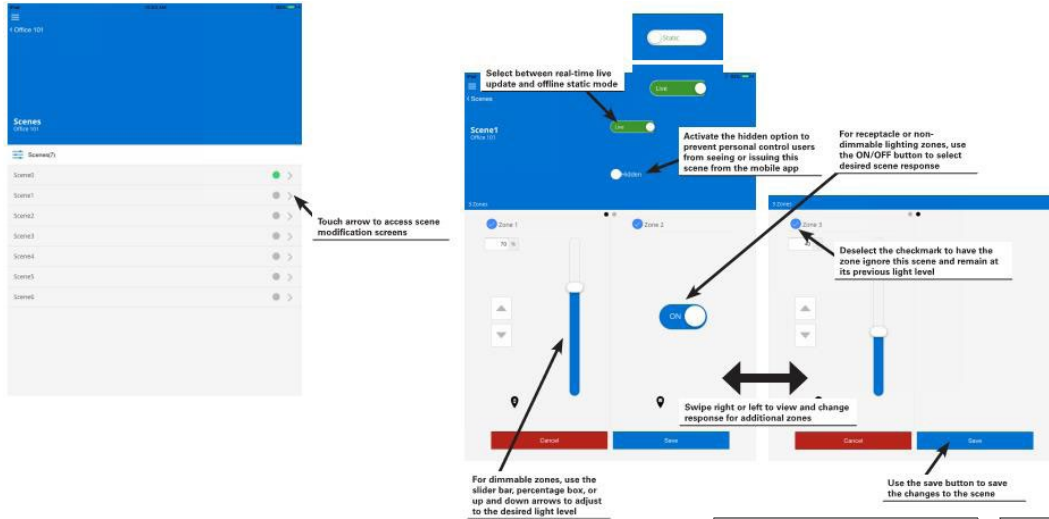 < Office 101
Scenes
Office 101
Scenes(7)
Scene0
Scene1
Scene2
Scene3
Scene4
Scene5
Scene6
Touch arrow to access scene
modification screens
Static
Live
Select between real-time live
update and offline static mode
< Scenes
Scene1
Office 101
Live
Hidden
Activate the hidden option to
prevent personal control users
from seeing or issuing this
scene from the mobile app
For receptacle or non-
dimmable lighting zones, use
the ON/OFF button to select
desired scene response
3 Zones
Zone 1
70 %
Zone 2
ON
3 Zones
Zone 3
Deselect the checkmark to have the
zone ignore this scene and remain at
its previous light level
Swipe right or left to view and change
response for additional zones
Cancel
Save
Cancel
Save
For dimmable zones, use the
slider bar, percentage box, or
up and down arrows to adjust
to the desired light level
Use the save button to save
the changes to the scene